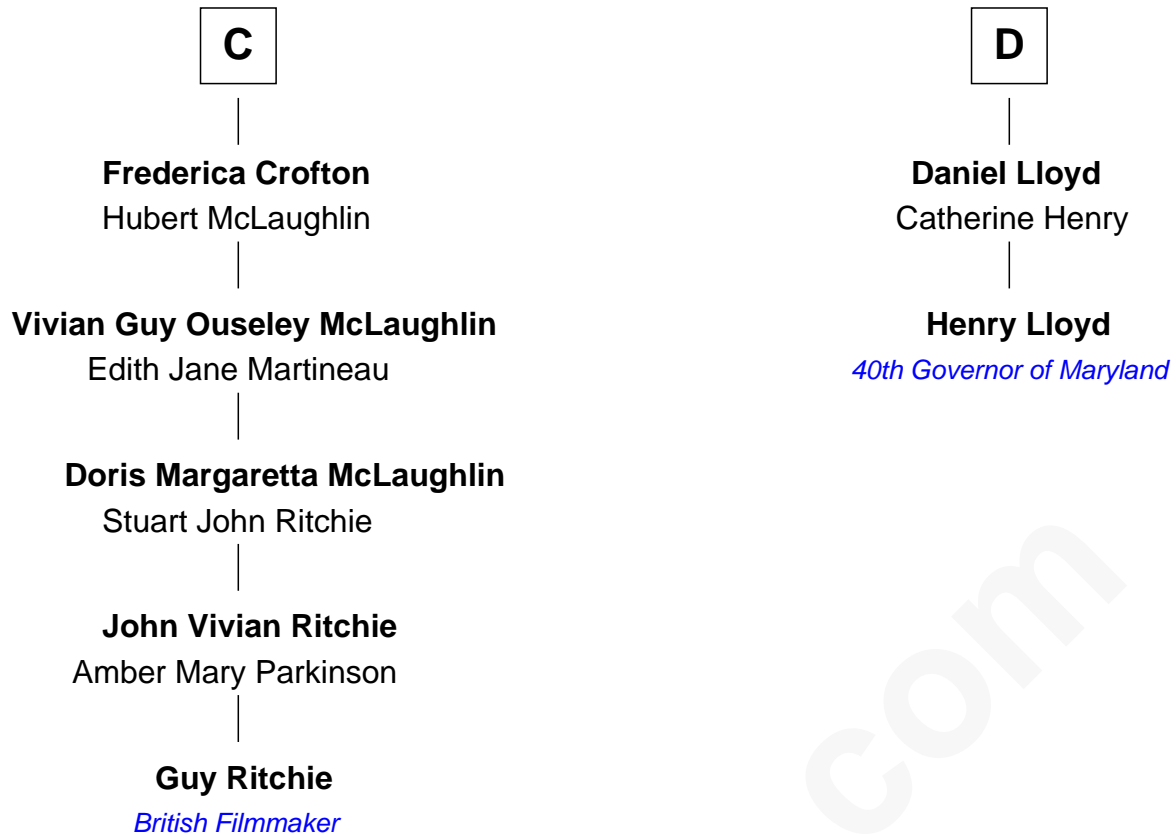 C
Frederica Crofton
Hubert McLaughlin
Vivian Guy Ouseley McLaughlin
Edith Jane Martineau
Doris Margaretta McLaughlin
Stuart John Ritchie
John Vivian Ritchie
Amber Mary Parkinson
Guy Ritchie
British Filmmaker
D
Daniel Lloyd
Catherine Henry
Henry Lloyd
40th Governor of Maryland
com